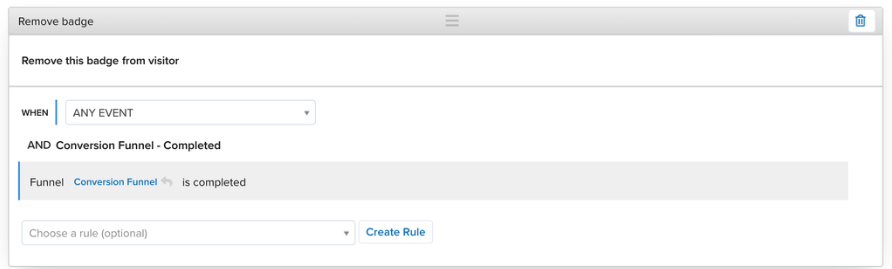 Remove badge
Remove this badge from visitor
WHEN ANY EVENT
AND Conversion Funnel - Completed
Funnel Conversion Funnel is completed
Choose a rule (optional) Create Rule